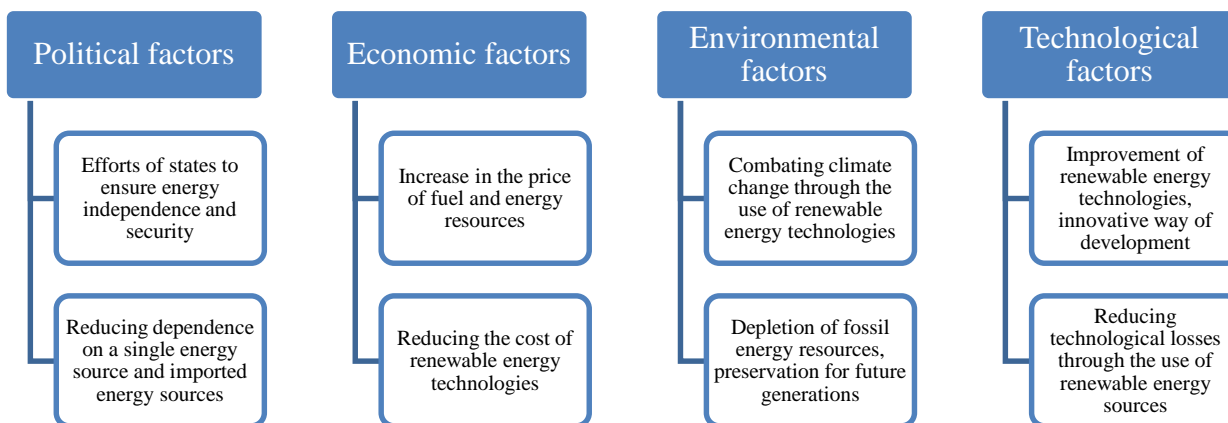 Political factors
Efforts of states to
ensure energy
independence and
security
Reducing dependence
on a single energy
source and imported
energy sources
Economic factors
Increase in the price
of fuel and energy
resources
Reducing the cost of
renewable energy
technologies
Environmental
factors
Combating climate
change through the
use of renewable
energy technologies
Depletion of fossil
energy resources,
preservation for future
generations
Technological
factors
Improvement of
renewable energy
technologies,
innovative way of
development
Reducing
technological losses
through the use of
renewable energy
sources